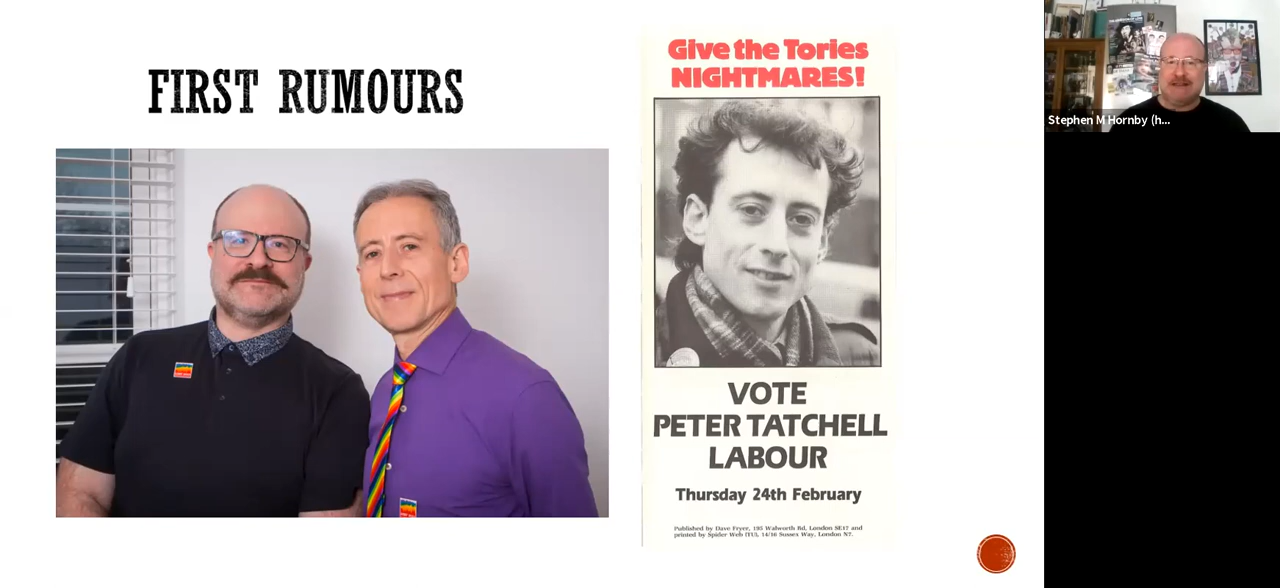 FIRST RUMOURS
Give the Tories
NIGHTMARES!
VOTE
PETER TATCHELL
LABOUR
Thursday 24th February
Published by Dave Fryer, 195 Walworth Rd, London SE17 and
printed by Spider Web (TU), 14/16 Sussex Way, London N7.
Stephen M Hornby (h...